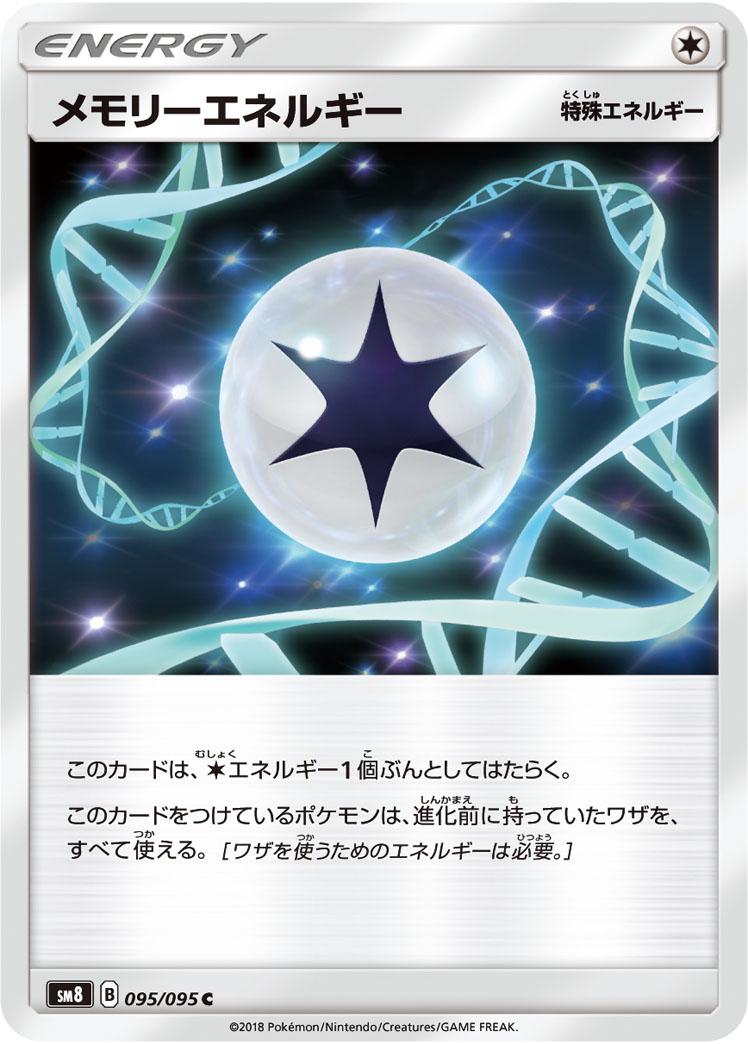 ENERGY
メモリーエネルギー
とくしゅ
特殊エネルギー
むしょく こ
このカードは、エネルギー1個ぶんとしてはたらく。
しんかまえ も
このカードをつけているポケモンは、進化前に持っていたワザを、
つか つか ひつよう
すべて使える。[ワザを使うためのエネルギーは必要。]
SM8 B 095/095 C
©2018 Pokémon/Nintendo/Creatures/GAME FREAK.